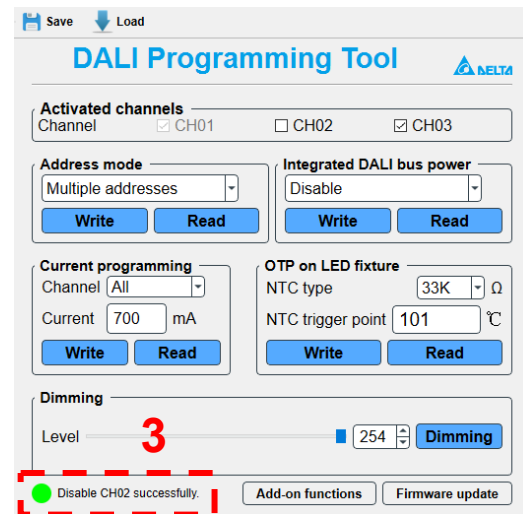 Save Load
DALI Programming Tool
DELTA
Activated channels
Channel CH01 CH02 CH03
Address mode
Multiple addresses
Write Read
Integrated DALI bus power
Disable
Write Read
Current programming
Channel All
Current 700 mA
Write Read
OTP on LED fixture
NTC type 33K Ω
NTC trigger point 101 ℃
Write Read
Dimming
Level 254 Dimming
3
Disable CH02 successfully. Add-on functions Firmware update